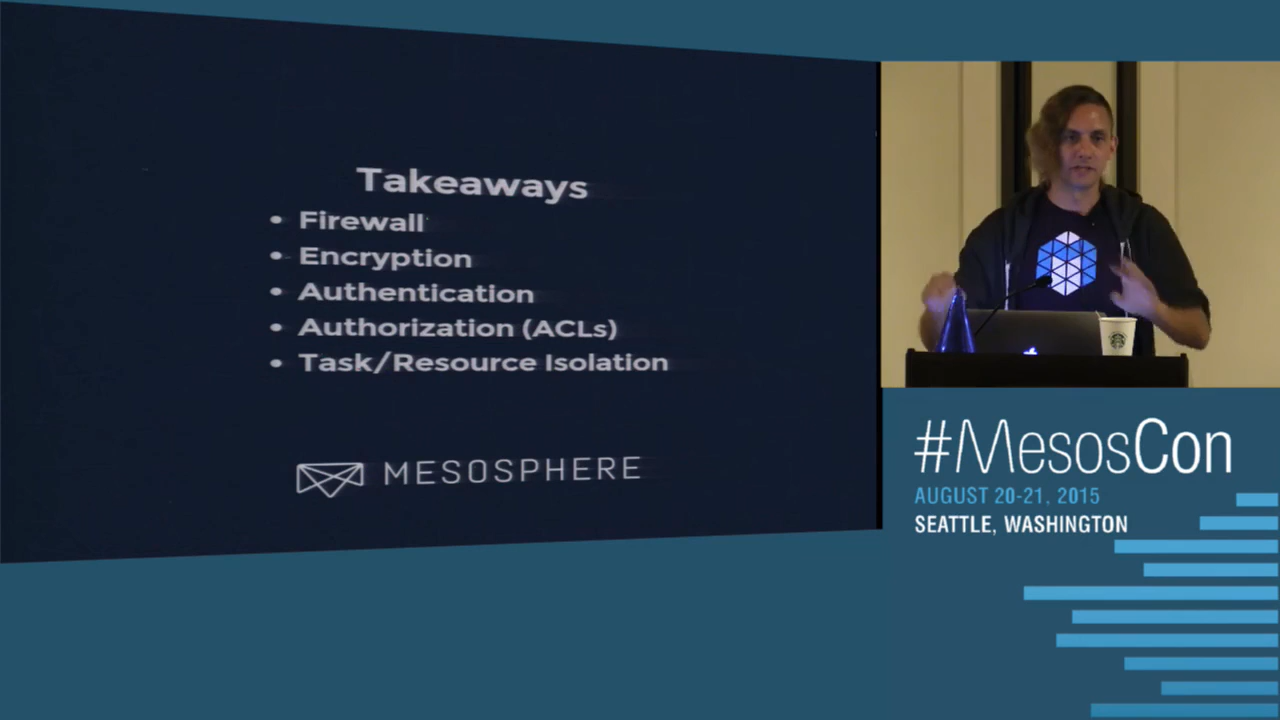 Takeaways
• Firewall
• Encryption
• Authentication
• Authorization (ACLs)
• Task/Resource Isolation
MESOSPHERE
#MesosCon
AUGUST 20-21, 2015
SEATTLE, WASHINGTON